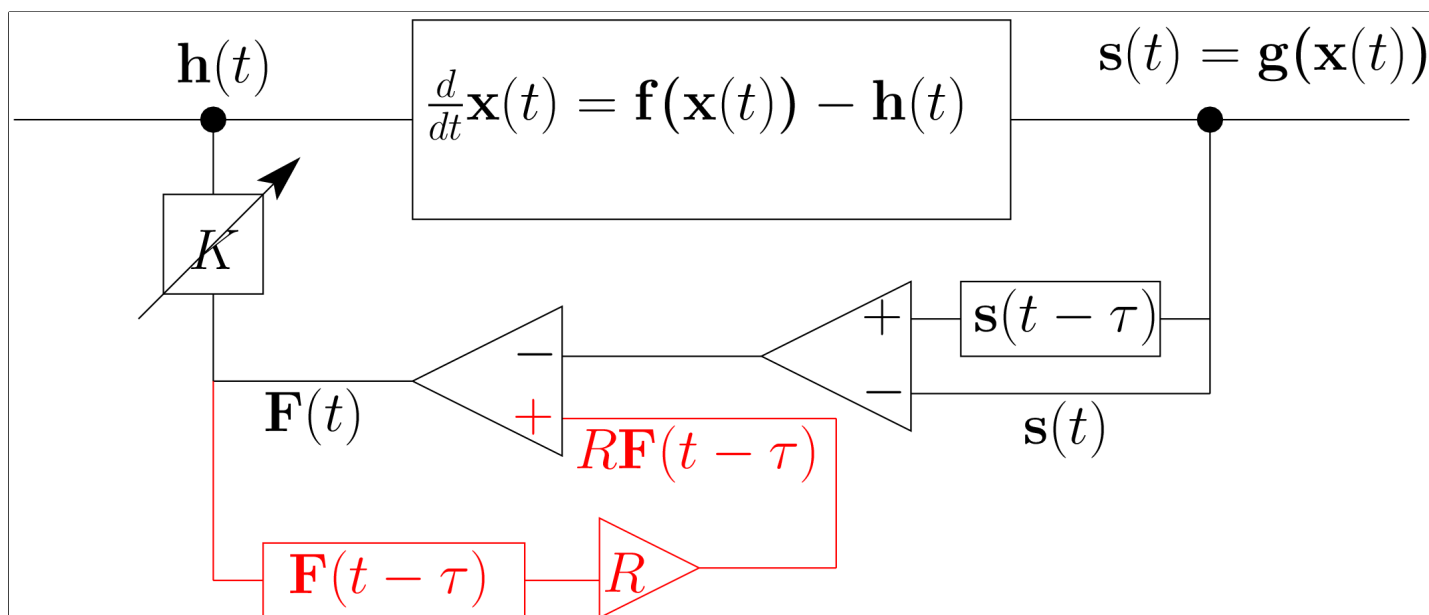 𝐡(t)
𝐬(t) = 𝐠(𝐱(t))
d/dt 𝐱(t) = 𝐟(𝐱(t)) − 𝐡(t)
K
+
𝐬(t − τ)
−
−
𝐬(t)
𝐅(t)
+
R𝐅(t − τ)
𝐅(t − τ)
R